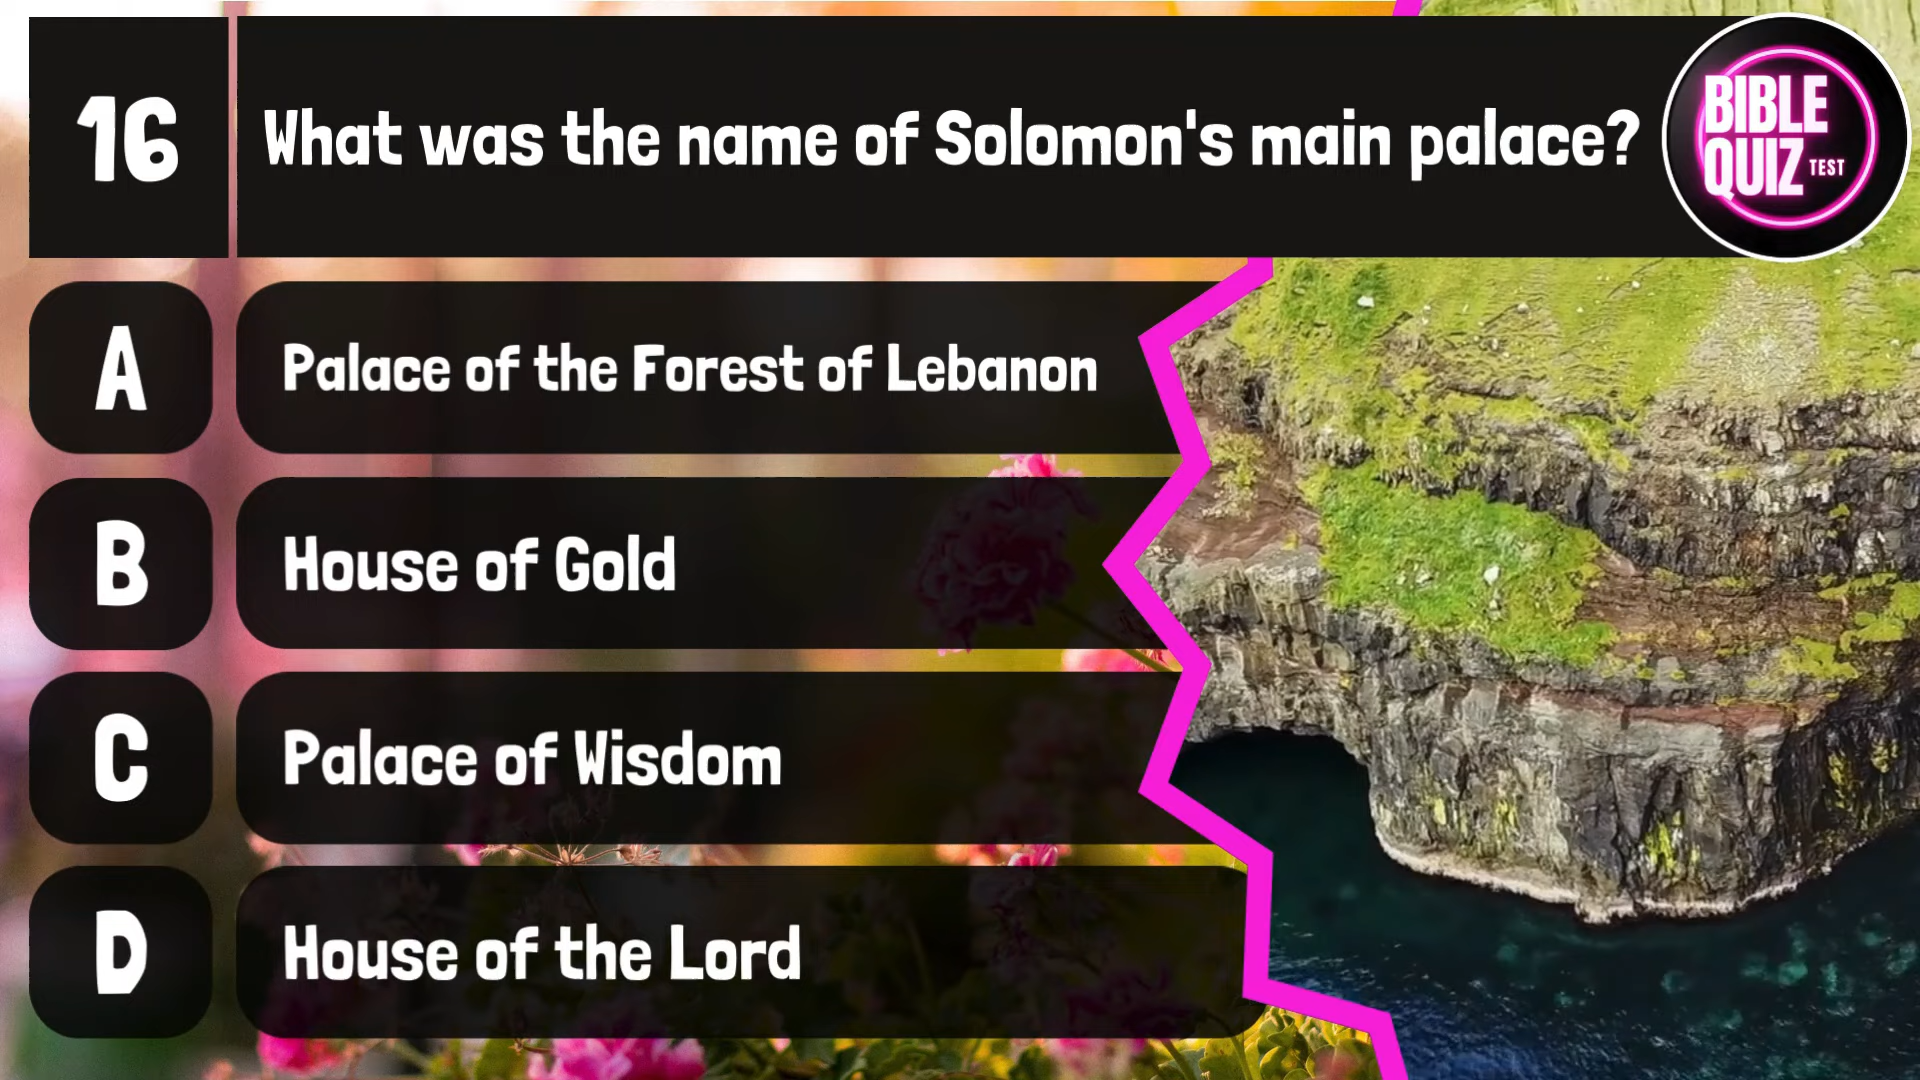 16
What was the name of Solomon's main palace?
BIBLE
QUIZ TEST
A
Palace of the Forest of Lebanon
B
House of Gold
C
Palace of Wisdom
D
House of the Lord